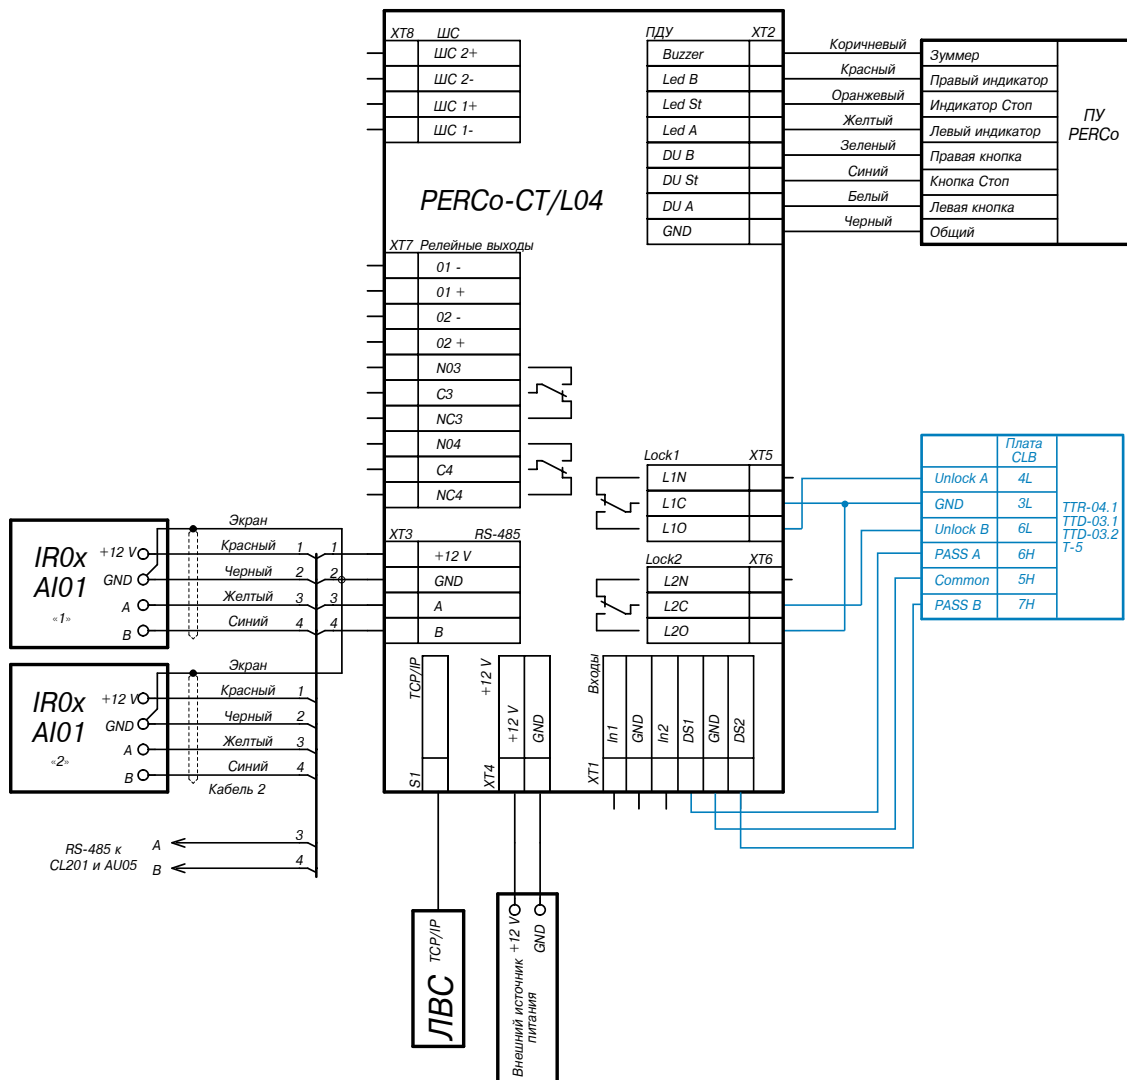 XT8 ШС
ШС 2+
ШС 2-
ШС 1+
ШС 1-
ПДУ XT2
Buzzer
Led B
Led St
Led A
DU B
DU St
DU A
GND
Коричневый
Красный
Оранжевый
Желтый
Зеленый
Синий
Белый
Черный
Зуммер
Правый индикатор
Индикатор Стоп
Левый индикатор
Правая кнопка
Кнопка Стоп
Левая кнопка
Общий
ПУ
PERCo
PERCo-CT/L04
XT7 Релейные выходы
01 -
01 +
02 -
02 +
N03
C3
NC3
N04
C4
NC4
Lock1 XT5
L1N
L1C
L1O
Lock2 XT6
L2N
L2C
L2O
Плата
CLB
Unlock A 4L
GND 3L
Unlock B 6L
PASS A 6H
Common 5H
PASS B 7H
TTR-04.1
TTD-03.1
TTD-03.2
T-5
XT3 RS-485
+12 V
GND
A
B
IR0x
AI01
«1»
+12 V
GND
A
B
Экран
Красный 1 1
Черный 2 2
Желтый 3 3
Синий 4 4
IR0x
AI01
«2»
+12 V
GND
A
B
Экран
Красный 1
Черный 2
Желтый 3
Синий 4
Кабель 2
RS-485 к
CL201 и AU05
A 3
B 4
S1 TCP/IP
XT4 +12 V
+12 V
GND
XT1 Входы
In1
GND
In2
DS1
GND
DS2
ЛВС TCP/IP
Внешний источник
питания
+12 V
GND